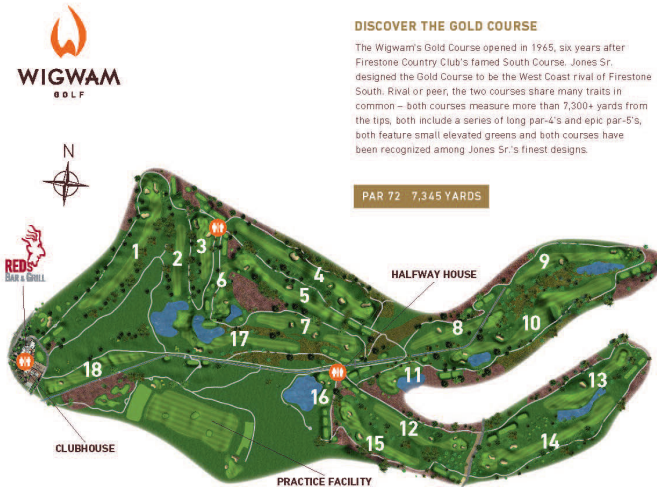 WIGWAM
GOLF
DISCOVER THE GOLD COURSE
The Wigwam's Gold Course opened in 1965, six years after
Firestone Country Club's famed South Course. Jones Sr.
designed the Gold Course to be the West Coast rival of Firestone
South. Rival or peer, the two courses share many traits in
common – both courses measure more than 7,300+ yards from
the tips, both include a series of long par-4's and epic par-5's,
both feature small elevated greens and both courses have
been recognized among Jones Sr.'s finest designs.
PAR 72 7,345 YARDS
N
RED'S
BAR & GRILL
1
2
3
4
5
6
7
HALFWAY HOUSE
8
9
10
17
18
16
11
12
13
14
15
CLUBHOUSE
PRACTICE FACILITY